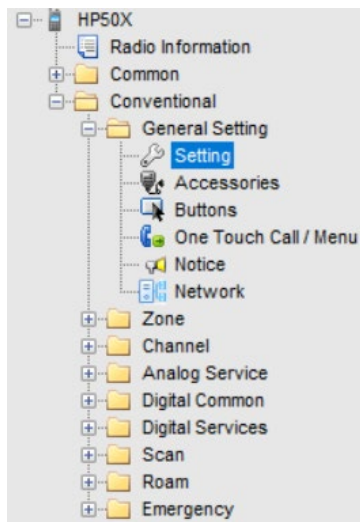 HP50X
Radio Information
Common
Conventional
General Setting
Setting
Accessories
Buttons
One Touch Call / Menu
Notice
Network
Zone
Channel
Analog Service
Digital Common
Digital Services
Scan
Roam
Emergency